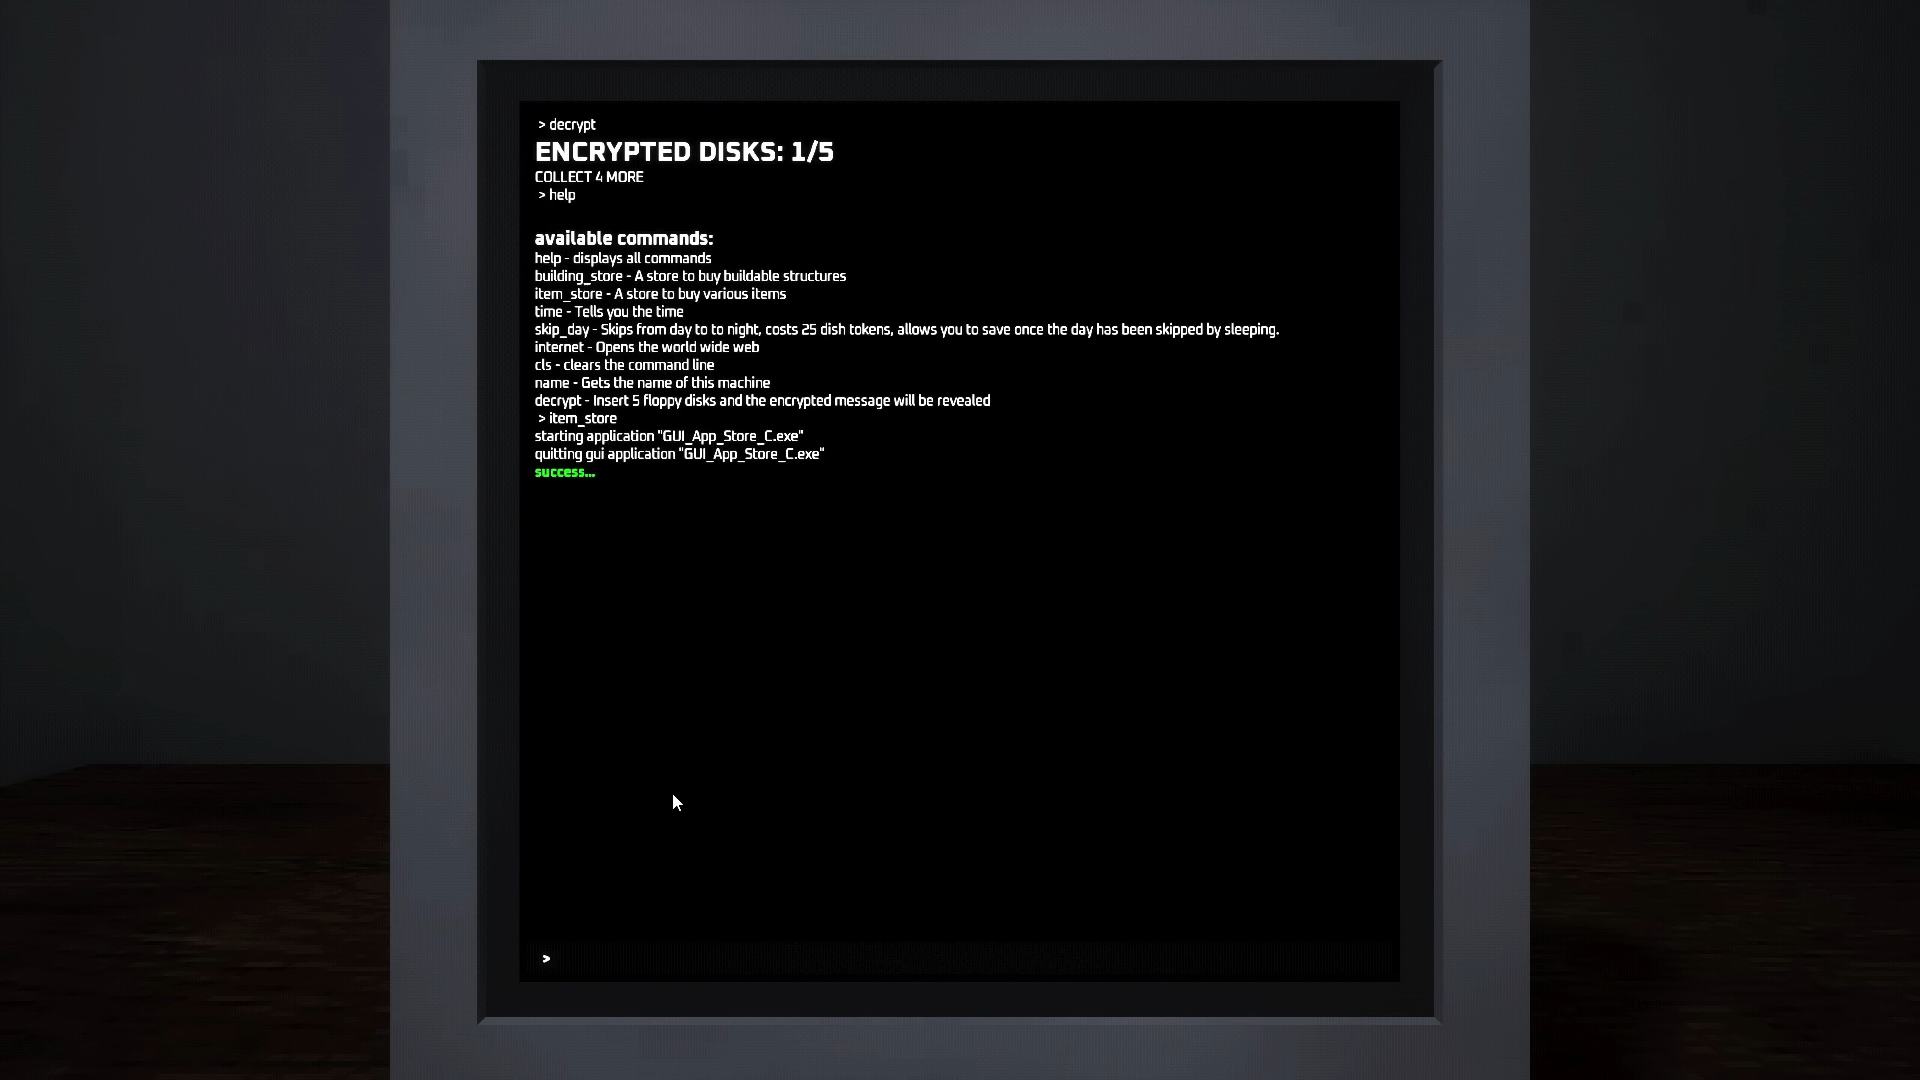 > decrypt
ENCRYPTED DISKS: 1/5
COLLECT 4 MORE
> help
available commands:
help - displays all commands
building_store - A store to buy buildable structures
item_store - A store to buy various items
time - Tells you the time
skip_day - Skips from day to to night, costs 25 dish tokens, allows you to save once the day has been skipped by sleeping.
internet - Opens the world wide web
cls - clears the command line
name - Gets the name of this machine
decrypt - Insert 5 floppy disks and the encrypted message will be revealed
> item_store
starting application "GUI_App_Store_C.exe"
quitting gui application "GUI_App_Store_C.exe"
success...
>